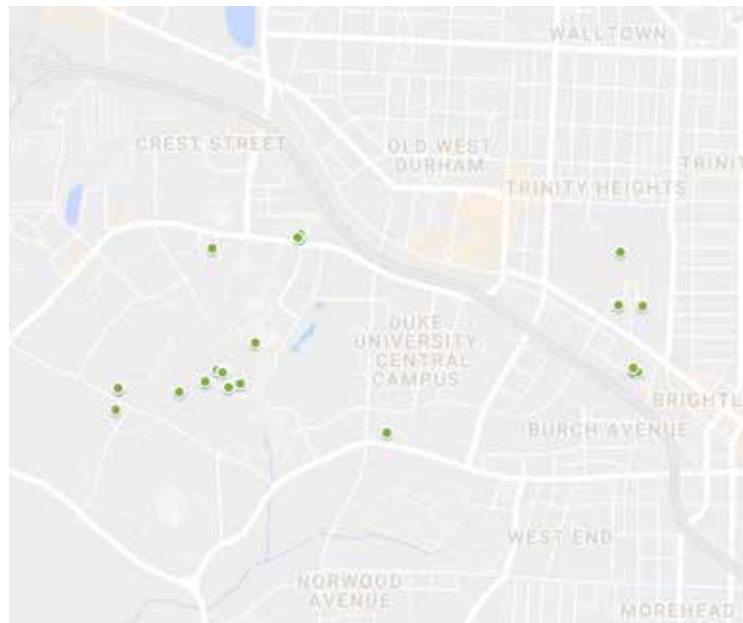 WALLTOWN
CREST STREET
OLD WEST
DURHAM
TRINIT
TRINITY HEIGHTS
DUKE
UNIVERSITY
CENTRAL
CAMPUS
BRIGHTL
BURCH AVENUE
WEST END
NORWOOD
AVENUE
MOREHEAD